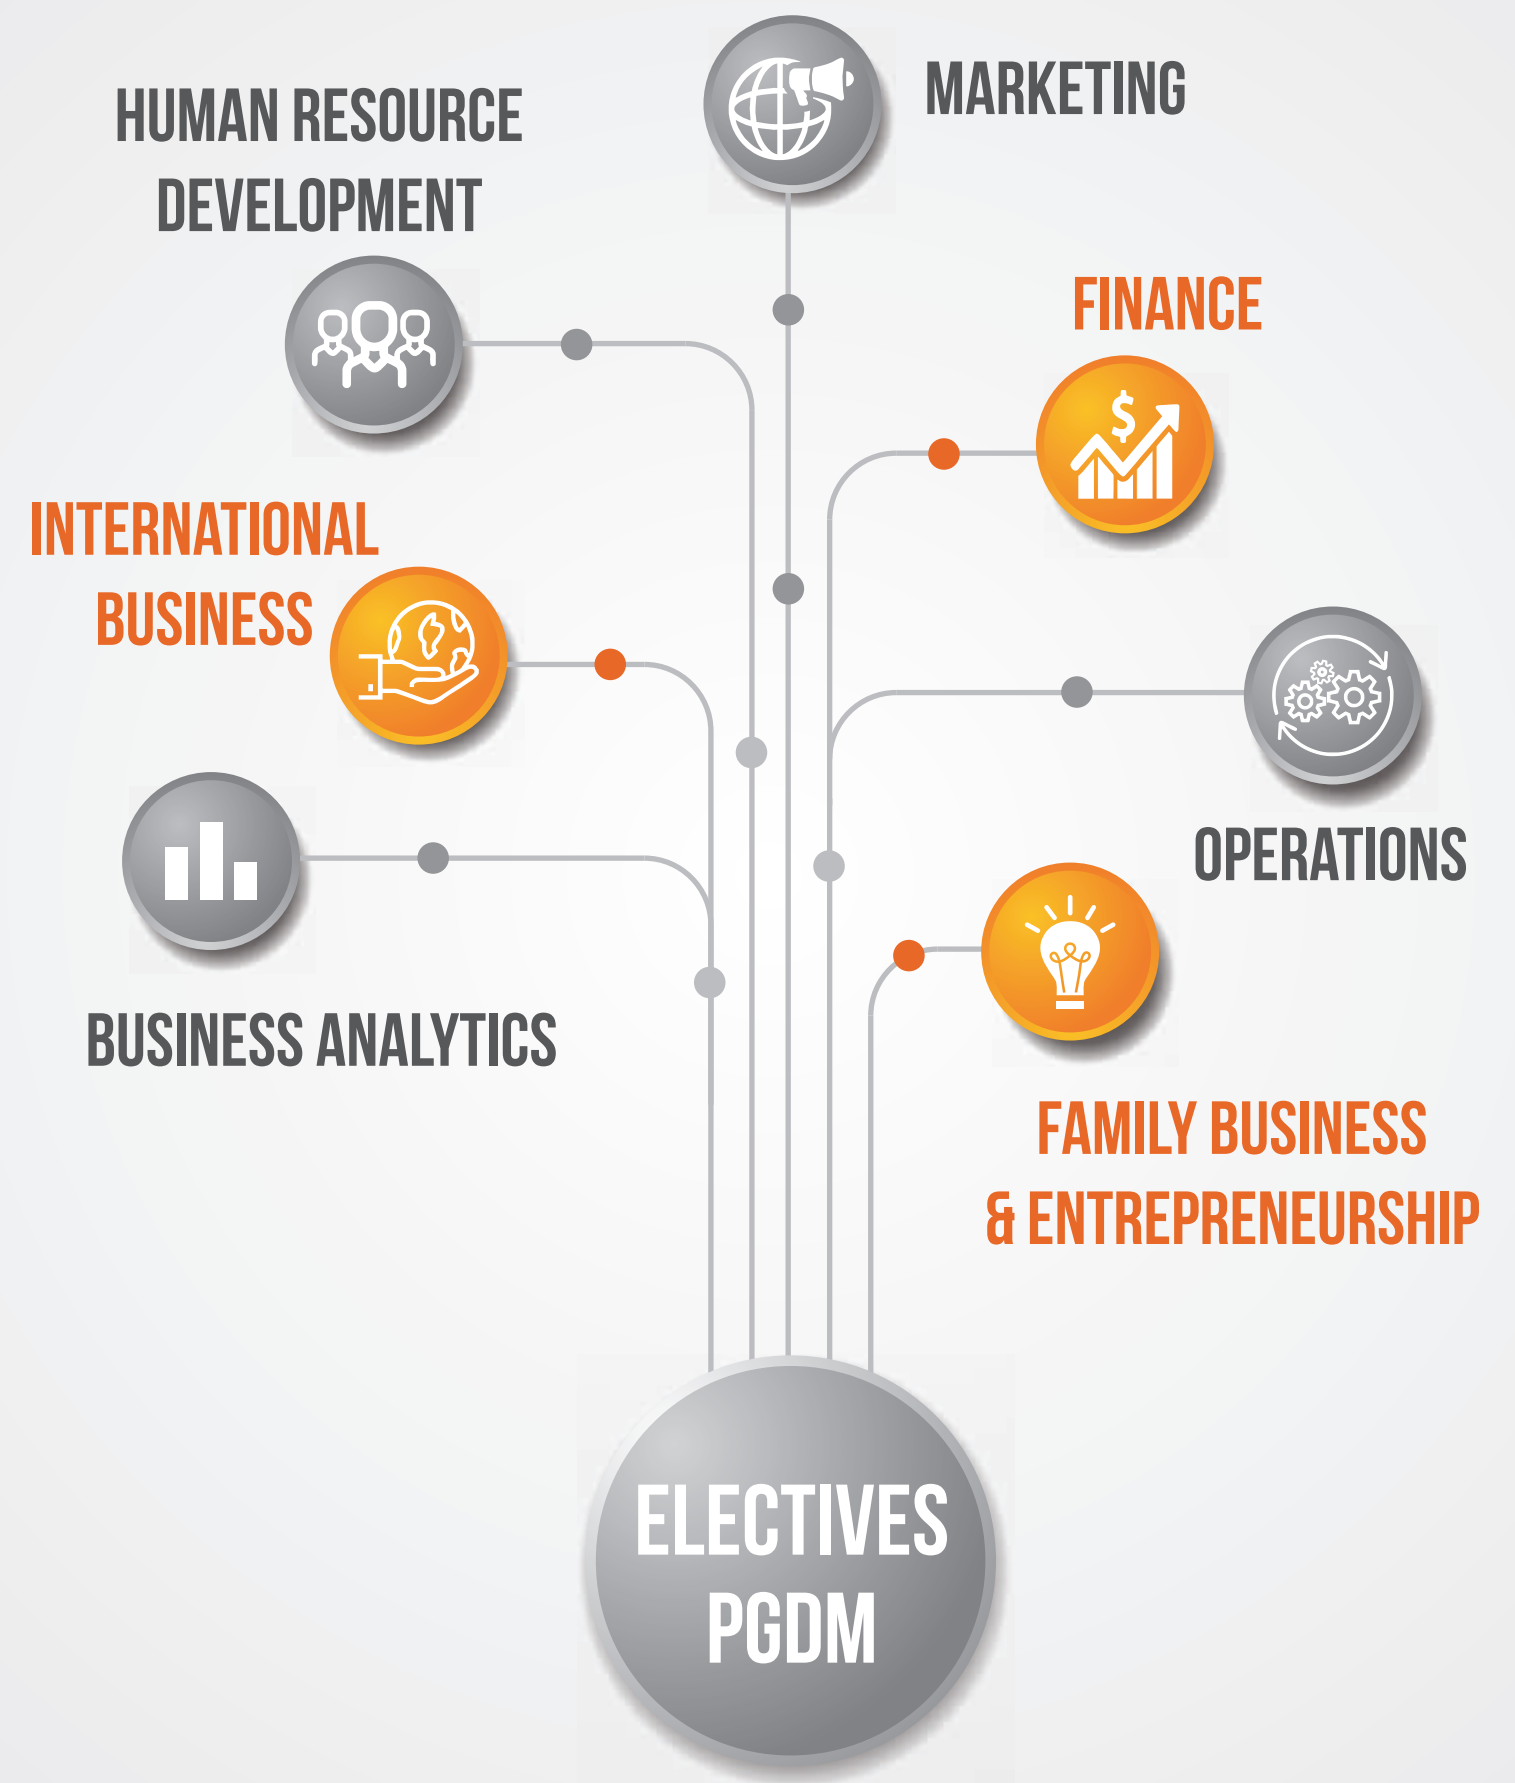 MARKETING
HUMAN RESOURCE
DEVELOPMENT
FINANCE
$
INTERNATIONAL
BUSINESS
OPERATIONS
BUSINESS ANALYTICS
FAMILY BUSINESS
& ENTREPRENEURSHIP
ELECTIVES
PGDM